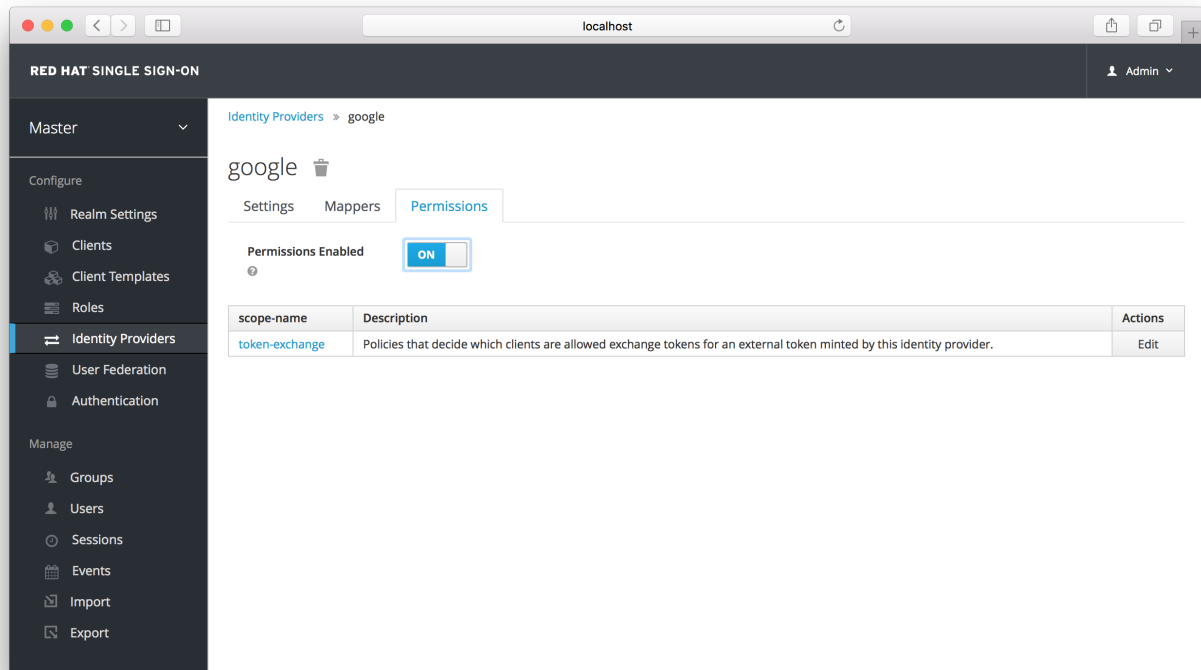 localhost
RED HAT SINGLE SIGN-ON
Admin
Master
Configure
Realm Settings
Clients
Client Templates
Roles
Identity Providers
User Federation
Authentication
Manage
Groups
Users
Sessions
Events
Import
Export
Identity Providers » google
google
Settings Mappers Permissions
Permissions Enabled ON
scope-name Description Actions
token-exchange Policies that decide which clients are allowed exchange tokens for an external token minted by this identity provider. Edit